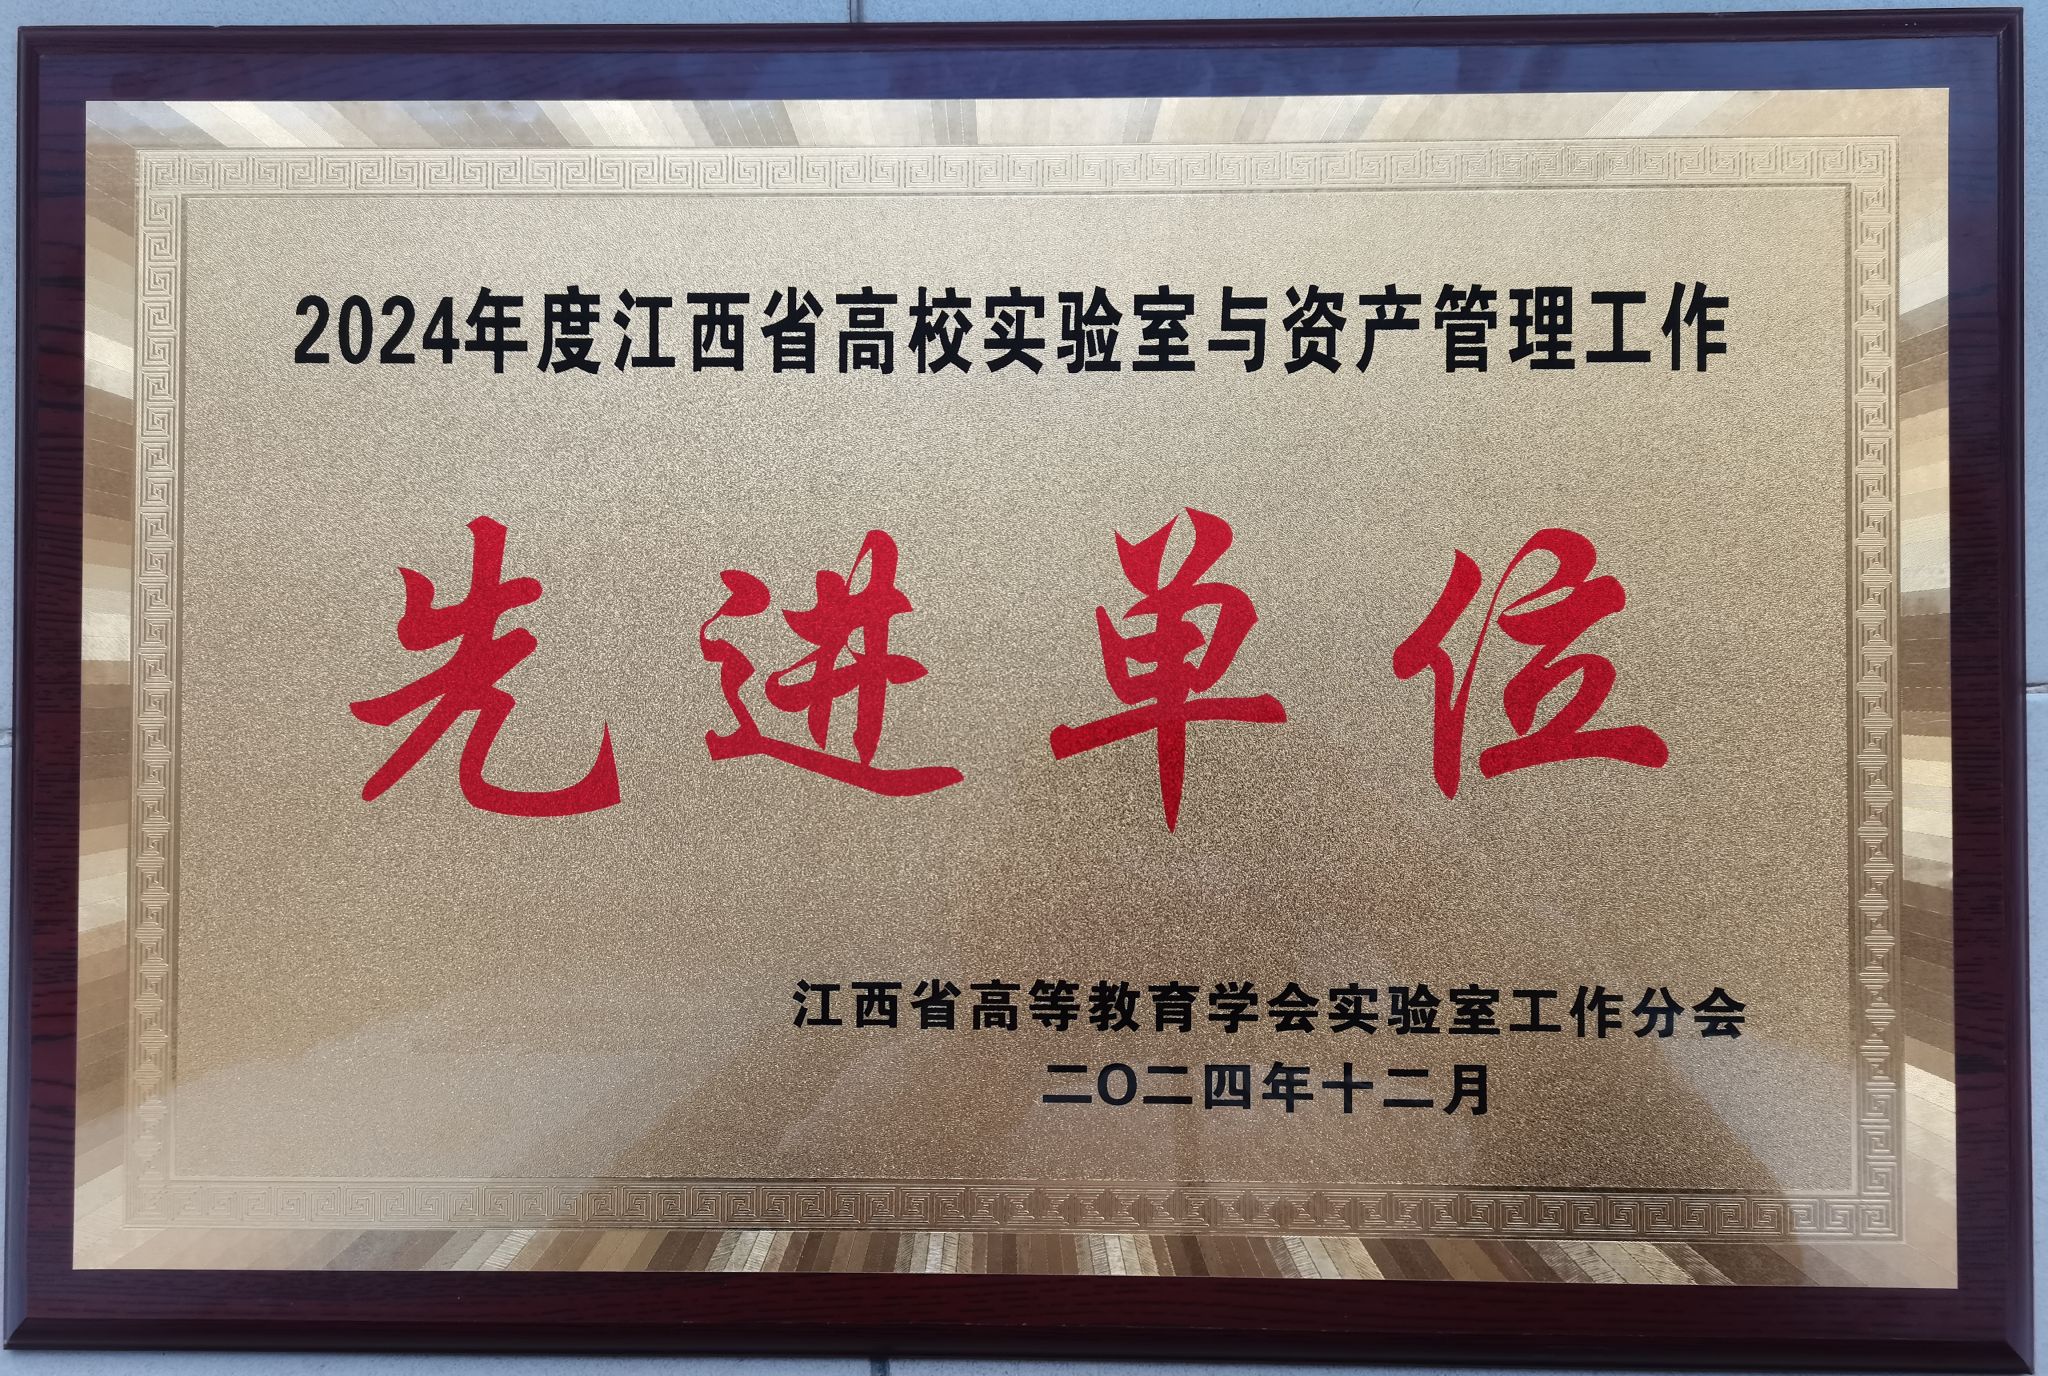 2024年度江西省高校实验室与资产管理工作
先进单位
江西省高等教育学会实验室工作分会
二〇二四年十二月